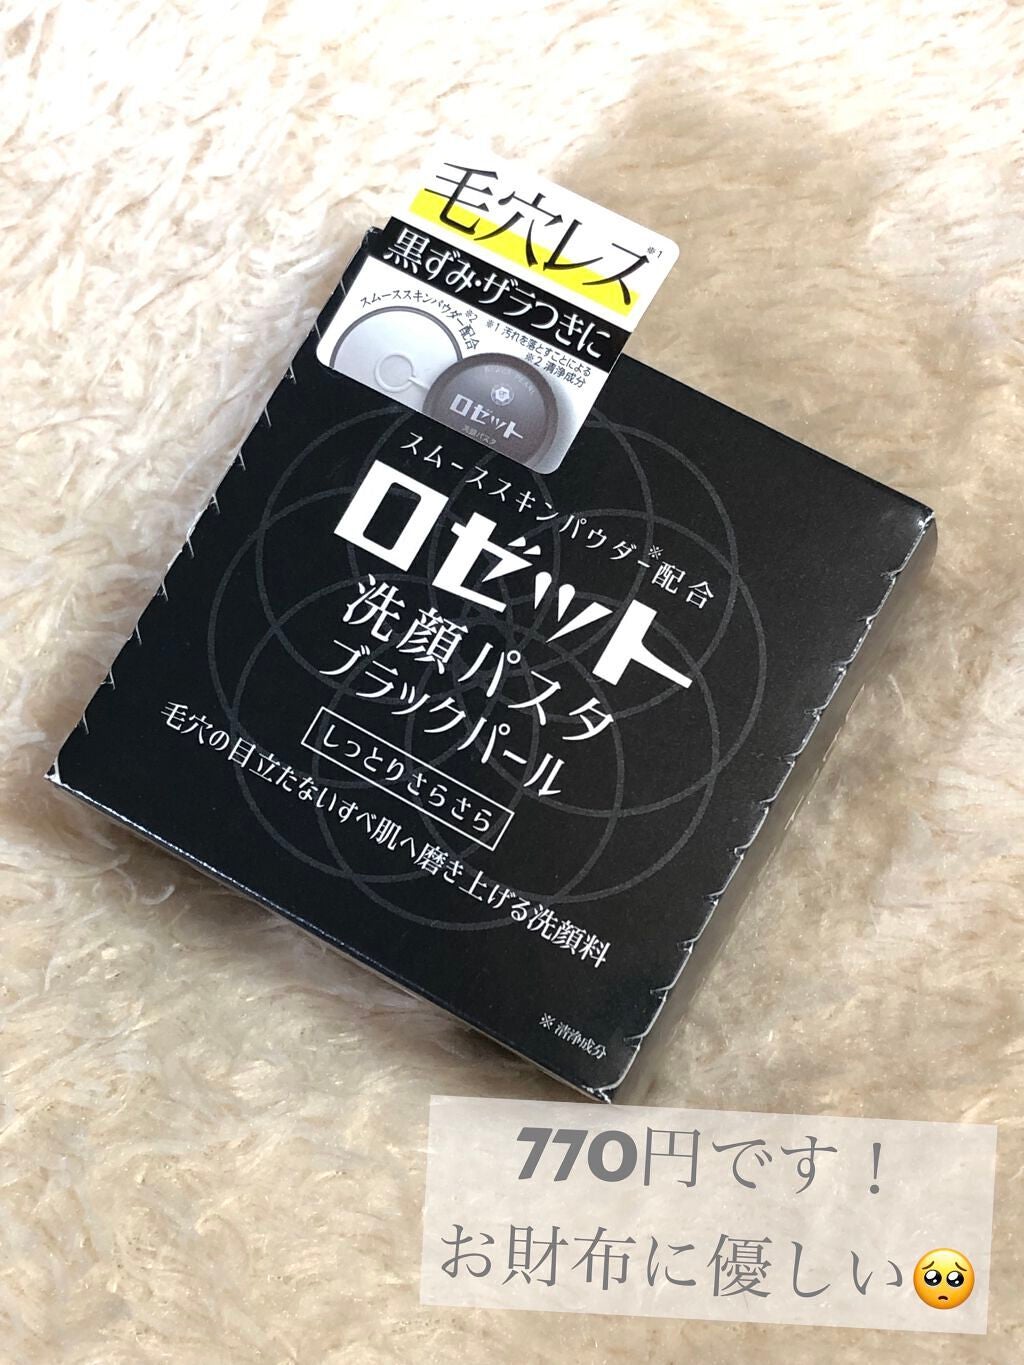 毛穴レス※1
黒ずみ・ザラつきに
スムーススキンパウダー※2配合
※1 汚れを落とすことによる
※2 清浄成分
ロゼット
洗顔パスタ
スムーススキンパウダー※配合
ロゼット
洗顔パスタ
ブラックパール
しっとりさらさら
毛穴の目立たないすべ肌へ磨き上げる洗顔料
※ 清浄成分
770円です！
お財布に優しい🥺